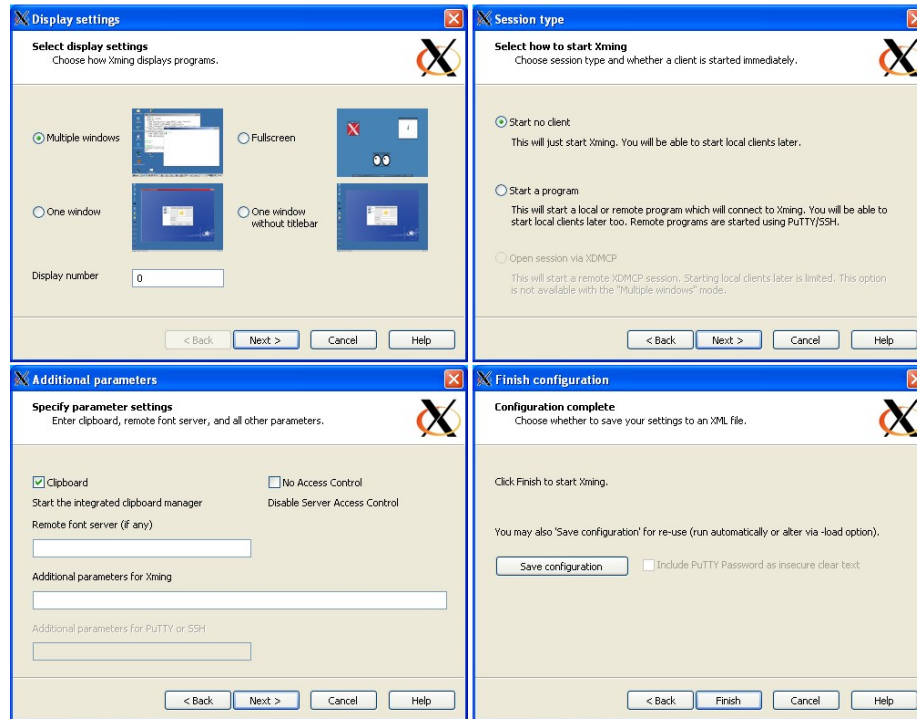 Display settings
Select display settings
Choose how Xming displays programs.
Multiple windows
Fullscreen
One window
One window
without titlebar
Display number
0
< Back
Next >
Cancel
Help
Session type
Select how to start Xming
Choose session type and whether a client is started immediately.
Start no client
This will just start Xming. You will be able to start local clients later.
Start a program
This will start a local or remote program which will connect to Xming. You will be able to
start local clients later too. Remote programs are started using PuTTY/SSH.
Open session via XDMCP
This will start a remote XDMCP session. Starting local clients later is limited. This option
is not available with the "Multiple windows" mode.
< Back
Next >
Cancel
Help
Additional parameters
Specify parameter settings
Enter clipboard, remote font server, and all other parameters.
Clipboard
No Access Control
Start the integrated clipboard manager
Disable Server Access Control
Remote font server (if any)
Additional parameters for Xming
Additional parameters for PuTTY or SSH
< Back
Next >
Cancel
Help
Finish configuration
Configuration complete
Choose whether to save your settings to an XML file.
Click Finish to start Xming.
You may also 'Save configuration' for re-use (run automatically or alter via -load option).
Save configuration
Include PuTTY Password as insecure clear text
< Back
Finish
Cancel
Help